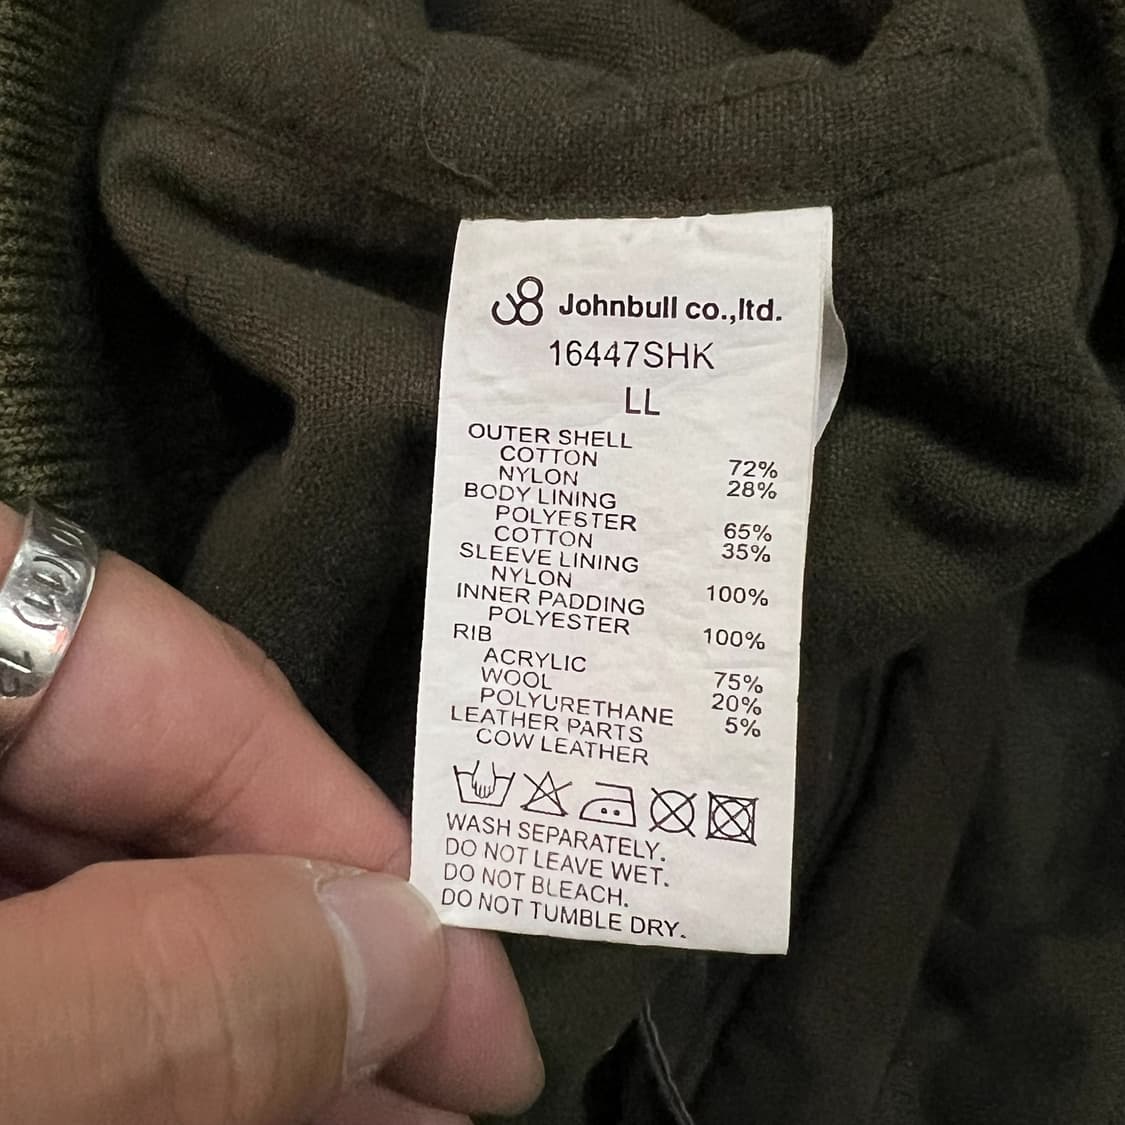 Johnbull co.,ltd.
16447SHK
LL
OUTER SHELL
COTTON 72%
NYLON 28%
BODY LINING
POLYESTER 65%
COTTON 35%
SLEEVE LINING
NYLON 100%
INNER PADDING
POLYESTER 100%
RIB
ACRYLIC 75%
WOOL 20%
POLYURETHANE 5%
LEATHER PARTS
COW LEATHER
WASH SEPARATELY.
DO NOT LEAVE WET.
DO NOT BLEACH.
DO NOT TUMBLE DRY.